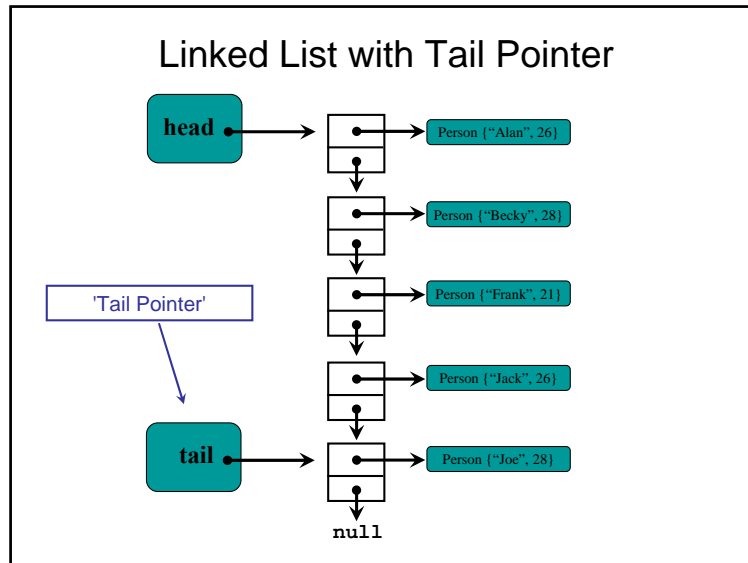 Linked List with Tail Pointer
head
Person {“Alan”, 26}
Person {“Becky”, 28}
Person {“Frank”, 21}
'Tail Pointer'
Person {“Jack”, 26}
tail
Person {“Joe”, 28}
null